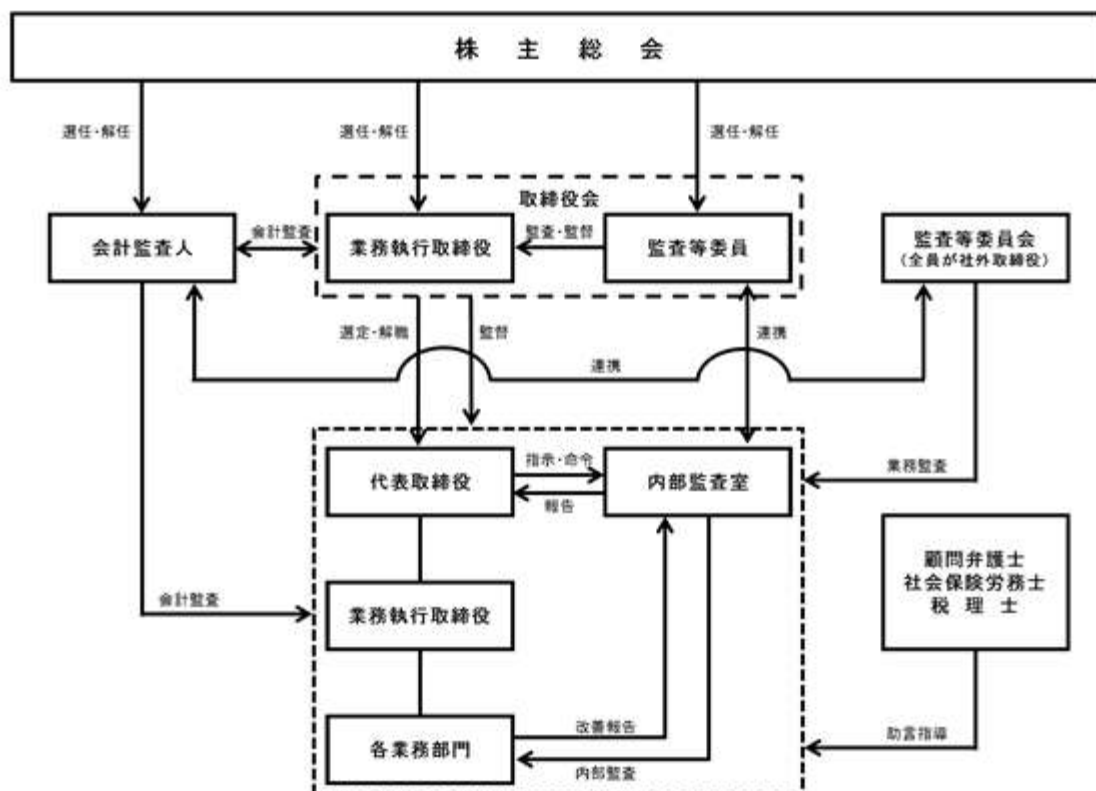 株主総会
選任・解任
選任・解任
選任・解任
取締役会
会計監査人
会計監査
業務執行取締役
監査・監督
監査等委員
監査等委員会
(全員が社外取締役)
選定・解職
監督
連携
連携
代表取締役
指示・命令
報告
内部監査室
業務監査
顧問弁護士
社会保険労務士
税理士
会計監査
業務執行取締役
各業務部門
改善報告
内部監査
助言指導